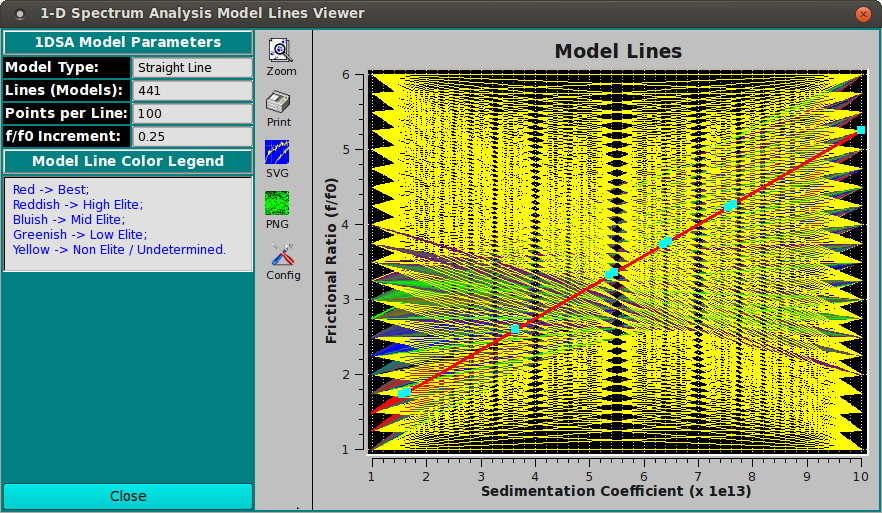 1-D Spectrum Analysis Model Lines Viewer
1DSA Model Parameters
Model Type: Straight Line
Lines (Models): 441
Points per Line: 100
f/f0 Increment: 0.25
Model Line Color Legend
Red -> Best;
Reddish -> High Elite;
Bluish -> Mid Elite;
Greenish -> Low Elite;
Yellow -> Non Elite / Undetermined.
Close
Zoom
Print
SVG
PNG
Config
Model Lines
Frictional Ratio (f/f0)
6
5
4
3
2
1
1 2 3 4 5 6 7 8 9 10
Sedimentation Coefficient (x 1e13)